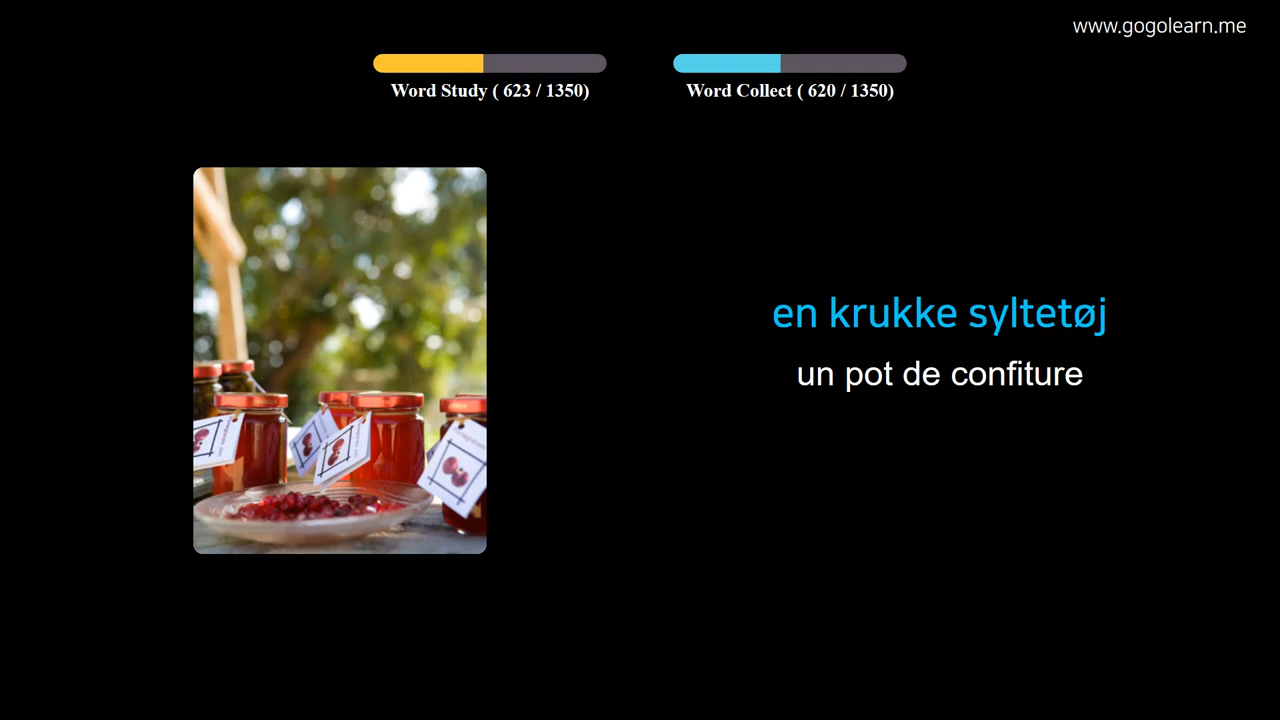 www.gogolearn.me
Word Study ( 623 / 1350)
Word Collect ( 620 / 1350)
en krukke syltetøj
un pot de confiture